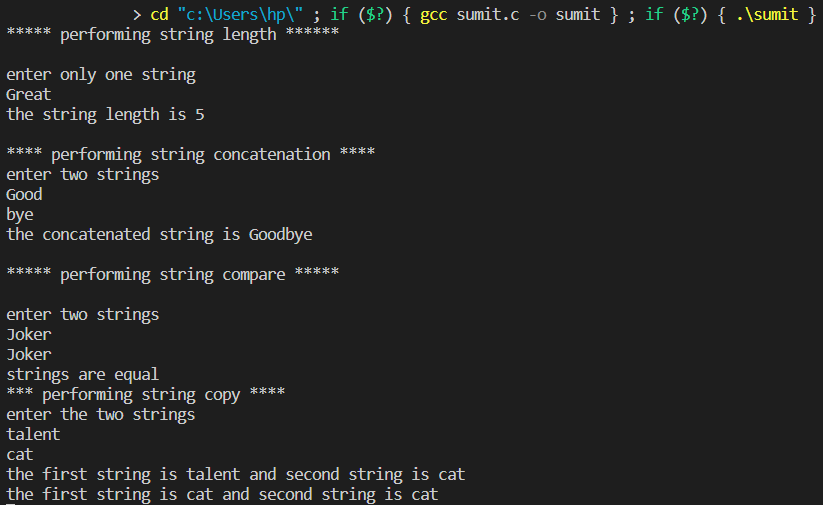 > cd "c:\Users\hp\" ; if ($?) { gcc sumit.c -o sumit } ; if ($?) { .\sumit }
***** performing string length ******
enter only one string
Great
the string length is 5
**** performing string concatenation ****
enter two strings
Good
bye
the concatenated string is Goodbye
***** performing string compare *****
enter two strings
Joker
Joker
strings are equal
*** performing string copy ****
enter the two strings
talent
cat
the first string is talent and second string is cat
the first string is cat and second string is cat